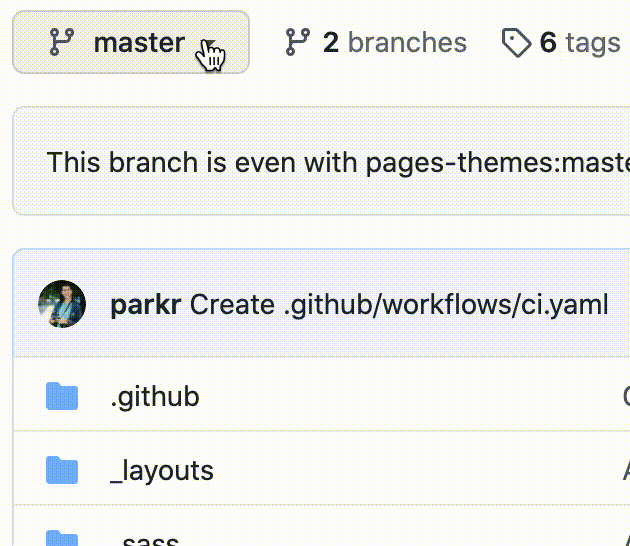 master 2 branches 6 tags
This branch is even with pages-themes:maste
parkr Create .github/workflows/ci.yaml
.github
_layouts
_sass